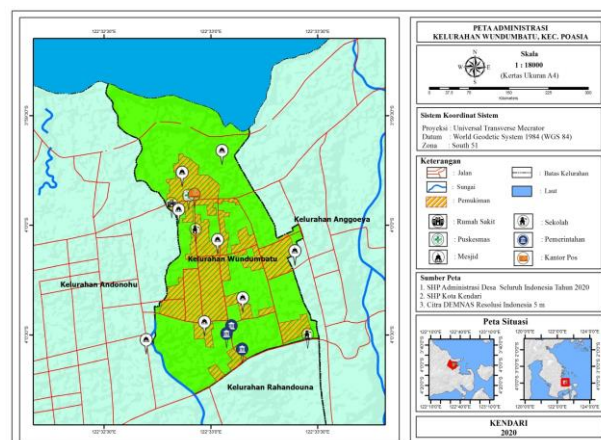 PETA ADMINISTRASI
KELURAHAN WUNDUMBATU, KEC. POASIA
N
W
E
S
Skala
1 : 18000
(Kertas Ukuran A4)
Sistem Koordinat Sistem
Proyeksi : Universal Transverse Mecrator
Datum : World Geodetic System 1984 (WGS 84)
Zona : South 51
Keterangan
: Jalan
: Sungai
: Pemukiman
: Rumah Sakit
: Puskesmas
: Mesjid
: Batas Kelurahan
: Laut
: Sekolah
: Pemerintahan
: Kantor Pos
Sumber Peta
1. SHP Administrasi Desa Seluruh Indonesia Tahun 2020
2. SHP Kota Kendari
3. Citra DEMNAS Resolusi Indonesia 5 m
Peta Situasi
KENDARI
2020
Kelurahan Anggoeya
Kelurahan Wundumbatu
Kelurahan Andonohu
Kelurahan Rahandouna